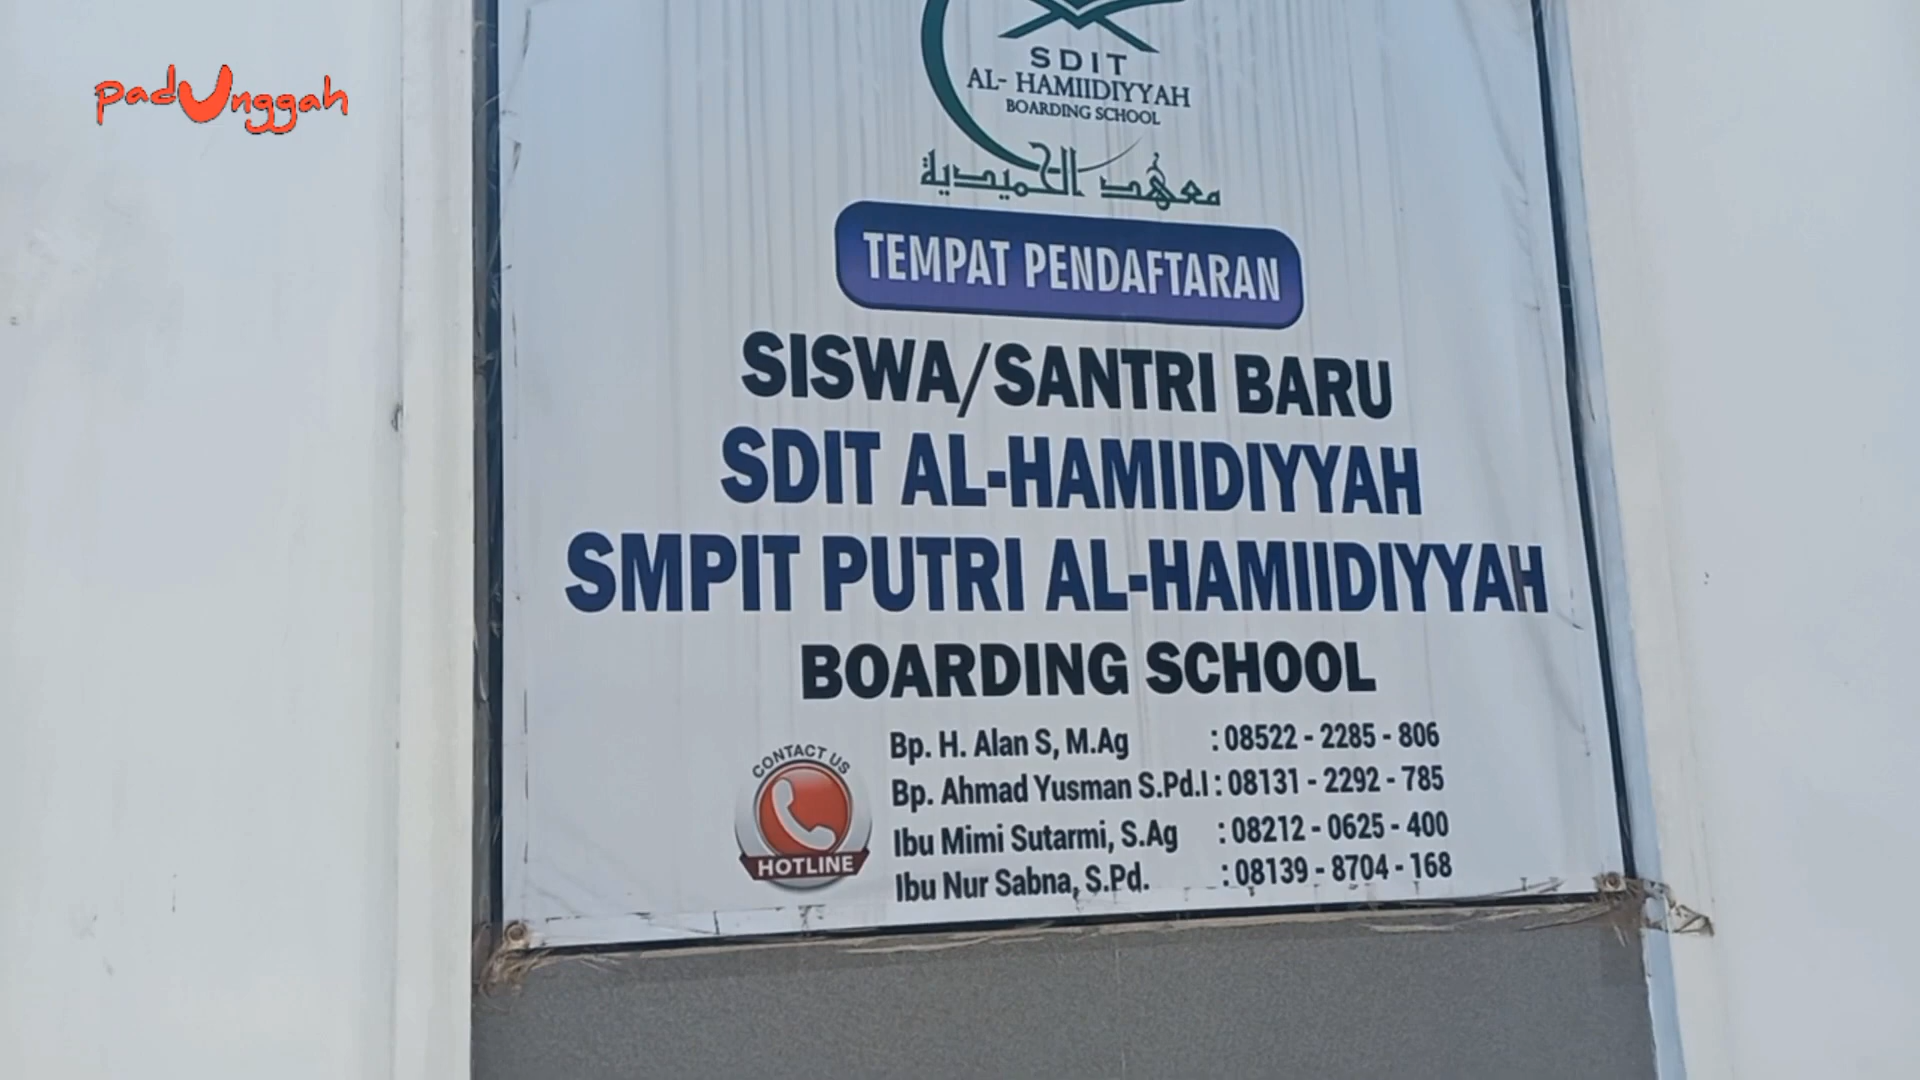 padUnggah
SDIT
AL- HAMIIDIYYAH
BOARDING SCHOOL
معهد الحميدية
TEMPAT PENDAFTARAN
SISWA/SANTRI BARU
SDIT AL-HAMIIDIYYAH
SMPIT PUTRI AL-HAMIIDIYYAH
BOARDING SCHOOL
CONTACT US
HOTLINE
Bp. H. Alan S, M.Ag : 08522 - 2285 - 806
Bp. Ahmad Yusman S.Pd.I : 08131 - 2292 - 785
Ibu Mimi Sutarmi, S.Ag : 08212 - 0625 - 400
Ibu Nur Sabna, S.Pd. : 08139 - 8704 - 168